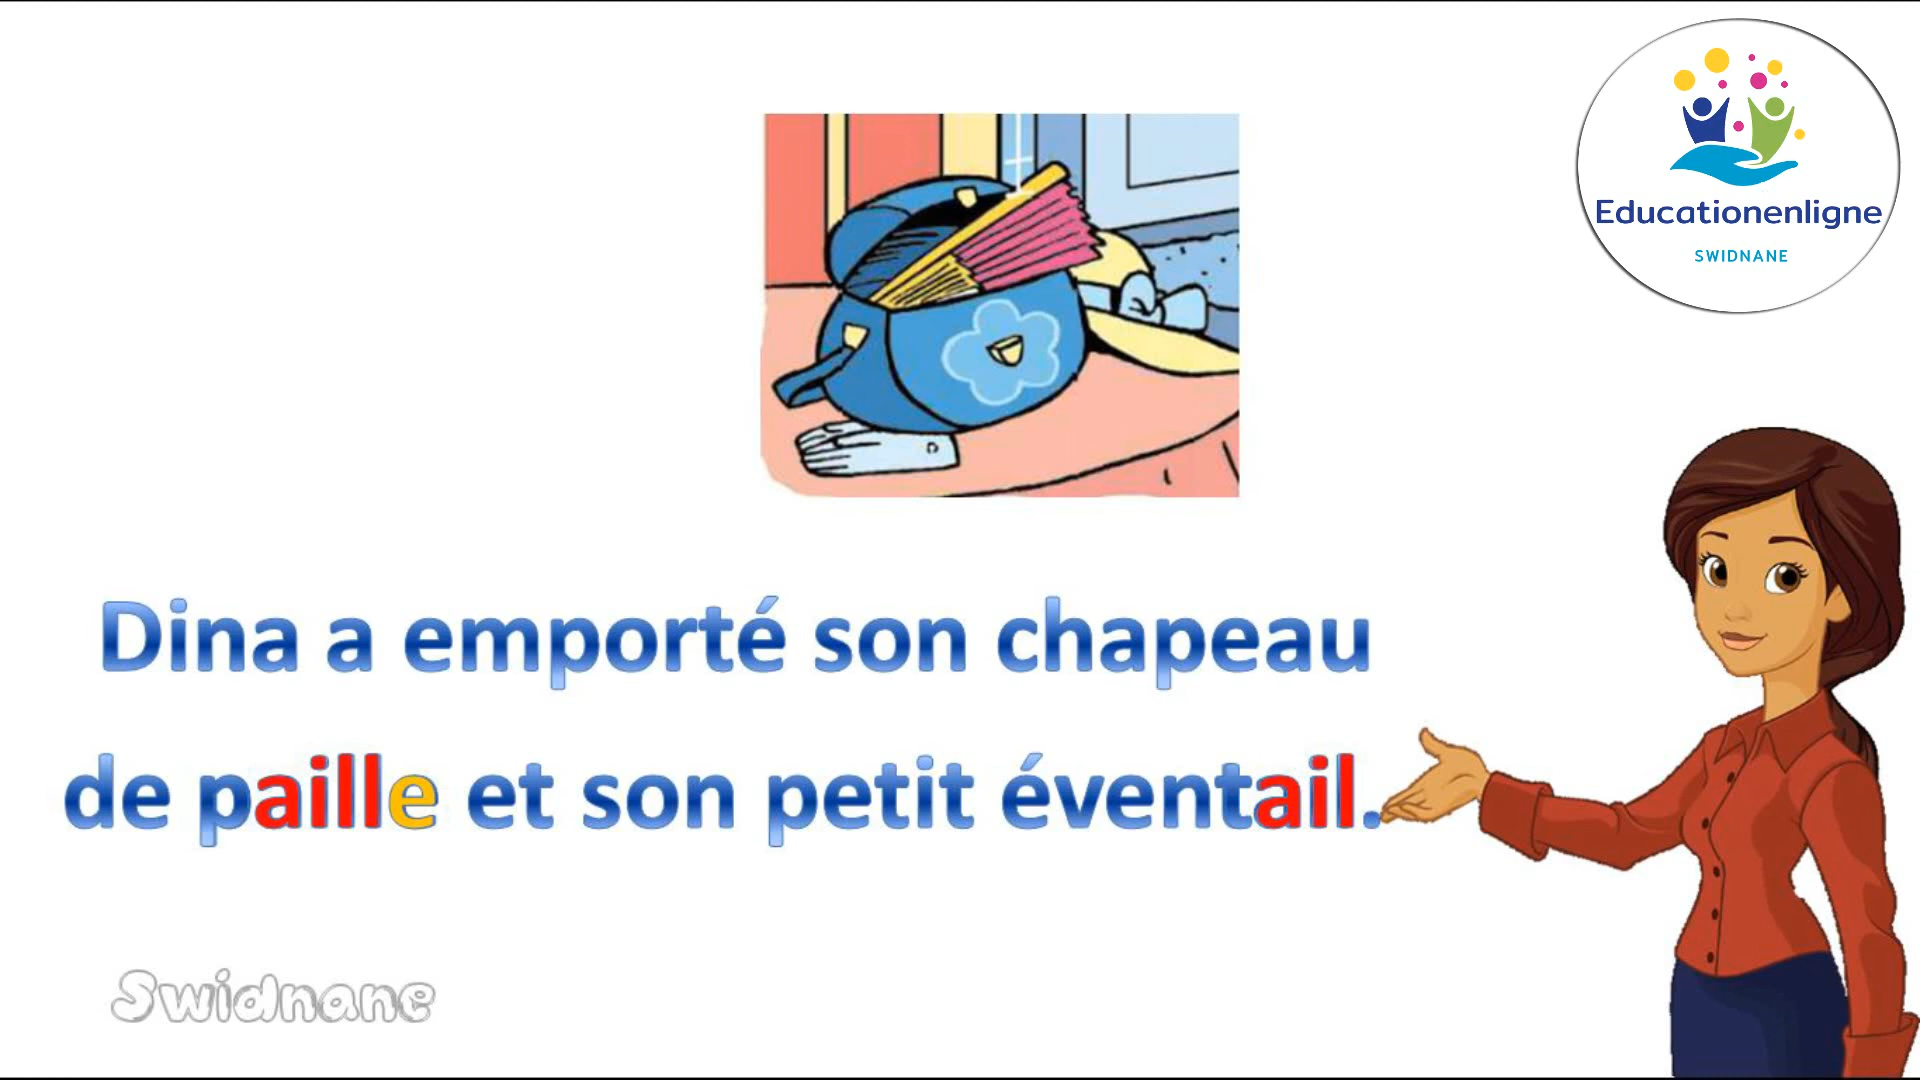 Educationenligne
SWIDNANE
Dina a emporté son chapeau
de paille et son petit éventail.
Swidnane